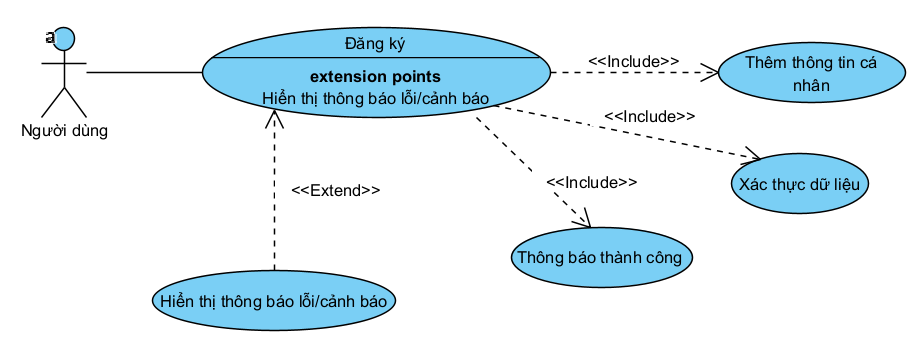 a
Người dùng
Đăng ký
extension points
Hiển thị thông báo lỗi/cảnh báo
<<Include>>
Thêm thông tin cá
nhân
<<Include>>
Xác thực dữ liệu
<<Include>>
Thông báo thành công
<<Extend>>
Hiển thị thông báo lỗi/cảnh báo